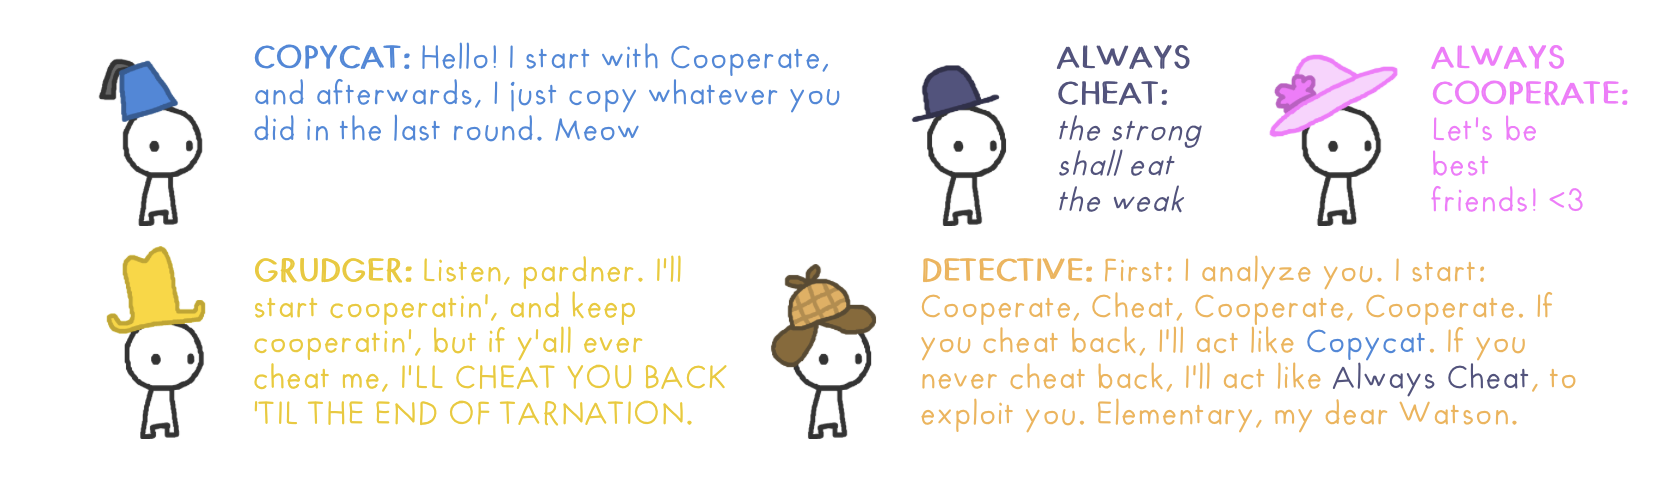 COPYCAT: Hello! I start with Cooperate,
and afterwards, I just copy whatever you
did in the last round. Meow
ALWAYS
CHEAT:
the strong
shall eat
the weak
ALWAYS
COOPERATE:
Let's be
best
friends! <3
GRUDGER: Listen, pardner. I'll
start cooperatin', and keep
cooperatin', but if y'all ever
cheat me, I'LL CHEAT YOU BACK
'TIL THE END OF TARNATION.
DETECTIVE: First: I analyze you. I start:
Cooperate, Cheat, Cooperate, Cooperate. If
you cheat back, I'll act like Copycat. If you
never cheat back, I'll act like Always Cheat, to
exploit you. Elementary, my dear Watson.